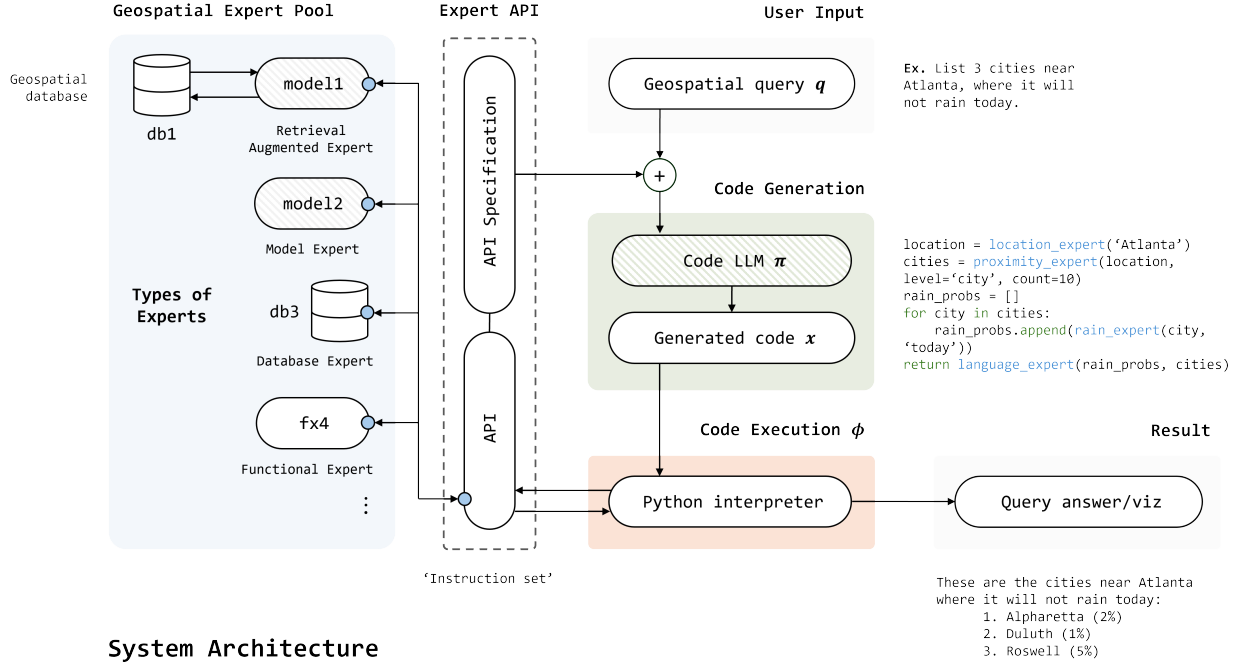 Geospatial Expert Pool
Expert API
User Input
Geospatial
database
db1
model1
Retrieval
Augmented Expert
model2
Model Expert
Types of
Experts
db3
Database Expert
fx4
Functional Expert
⋮
API Specification
API
‘Instruction set’
Geospatial query q
Ex. List 3 cities near
Atlanta, where it will
not rain today.
+
Code Generation
Code LLM π
Generated code x
location = location_expert(‘Atlanta’)
cities = proximity_expert(location,
level=‘city’, count=10)
rain_probs = []
for city in cities:
rain_probs.append(rain_expert(city,
‘today’))
return language_expert(rain_probs, cities)
Code Execution ϕ
Python interpreter
Result
Query answer/viz
These are the cities near Atlanta
where it will not rain today:
1. Alpharetta (2%)
2. Duluth (1%)
3. Roswell (5%)
System Architecture